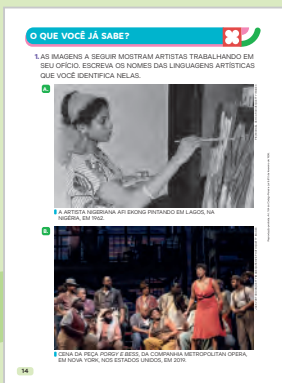 O QUE VOCÊ JÁ SABE?
1. AS IMAGENS A SEGUIR MOSTRAM ARTISTAS TRABALHANDO EM
SEU OFÍCIO. ESCREVA OS NOMES DAS LINGUAGENS ARTÍSTICAS
QUE VOCÊ IDENTIFICA NELAS.
A.
A ARTISTA NIGERIANA AFI EKONG PINTANDO EM LAGOS, NA
NIGÉRIA, EM 1962.
B.
CENA DA PEÇA PORGY E BESS, DA COMPANHIA METROPOLITAN OPERA,
EM NOVA YORK, NOS ESTADOS UNIDOS, EM 2019.
14